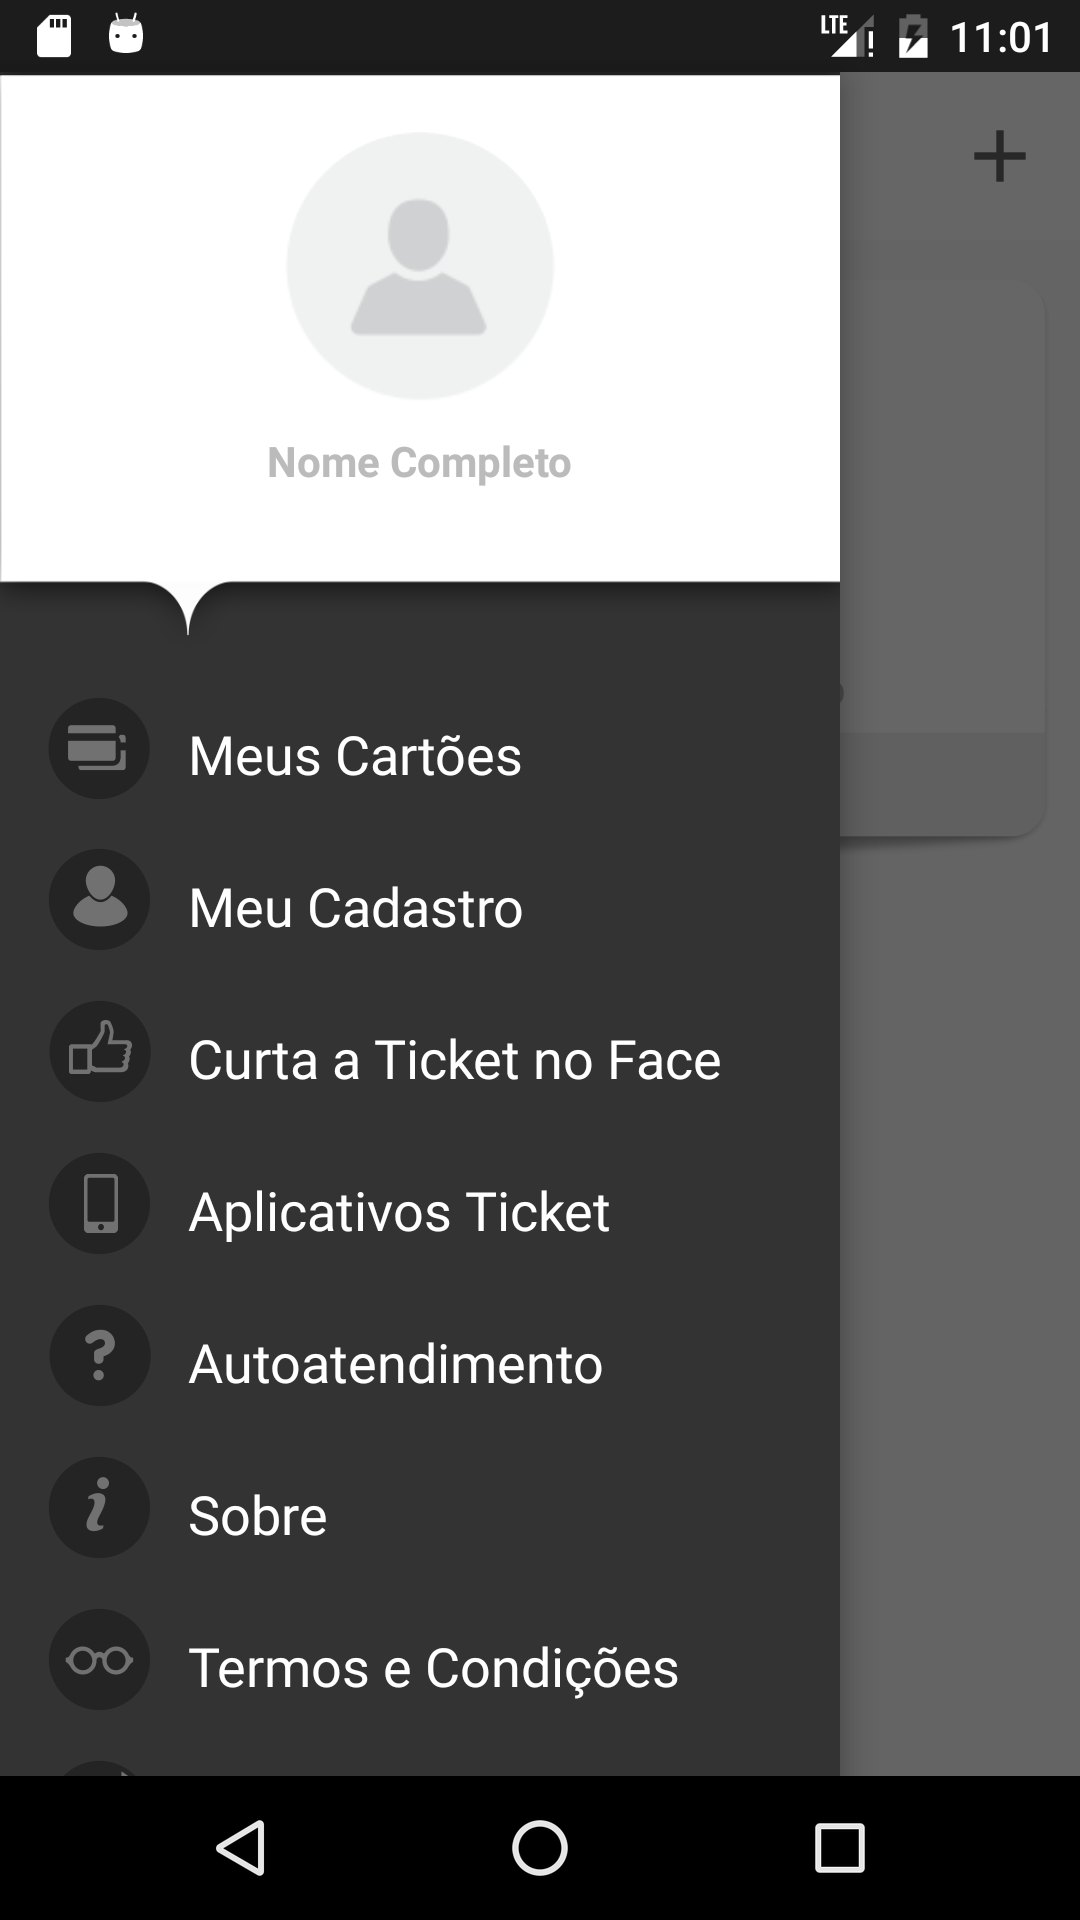 LTE 11:01
Nome Completo
Meus Cartões
Meu Cadastro
Curta a Ticket no Face
Aplicativos Ticket
Autoatendimento
Sobre
Termos e Condições